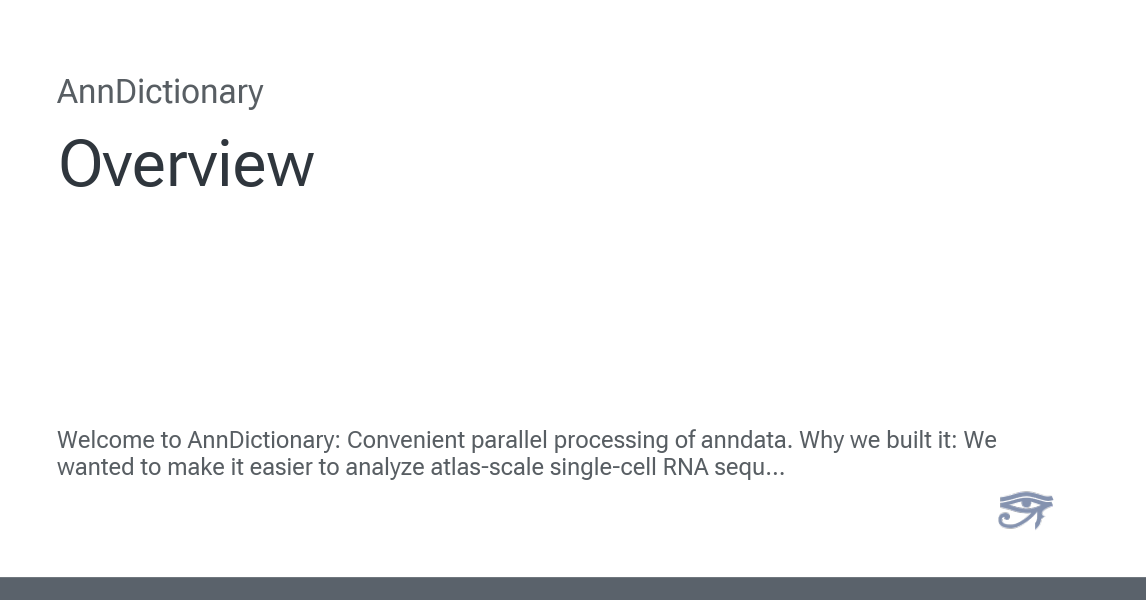 AnnDictionary
Overview
Welcome to AnnDictionary: Convenient parallel processing of anndata. Why we built it: We
wanted to make it easier to analyze atlas-scale single-cell RNA sequ...